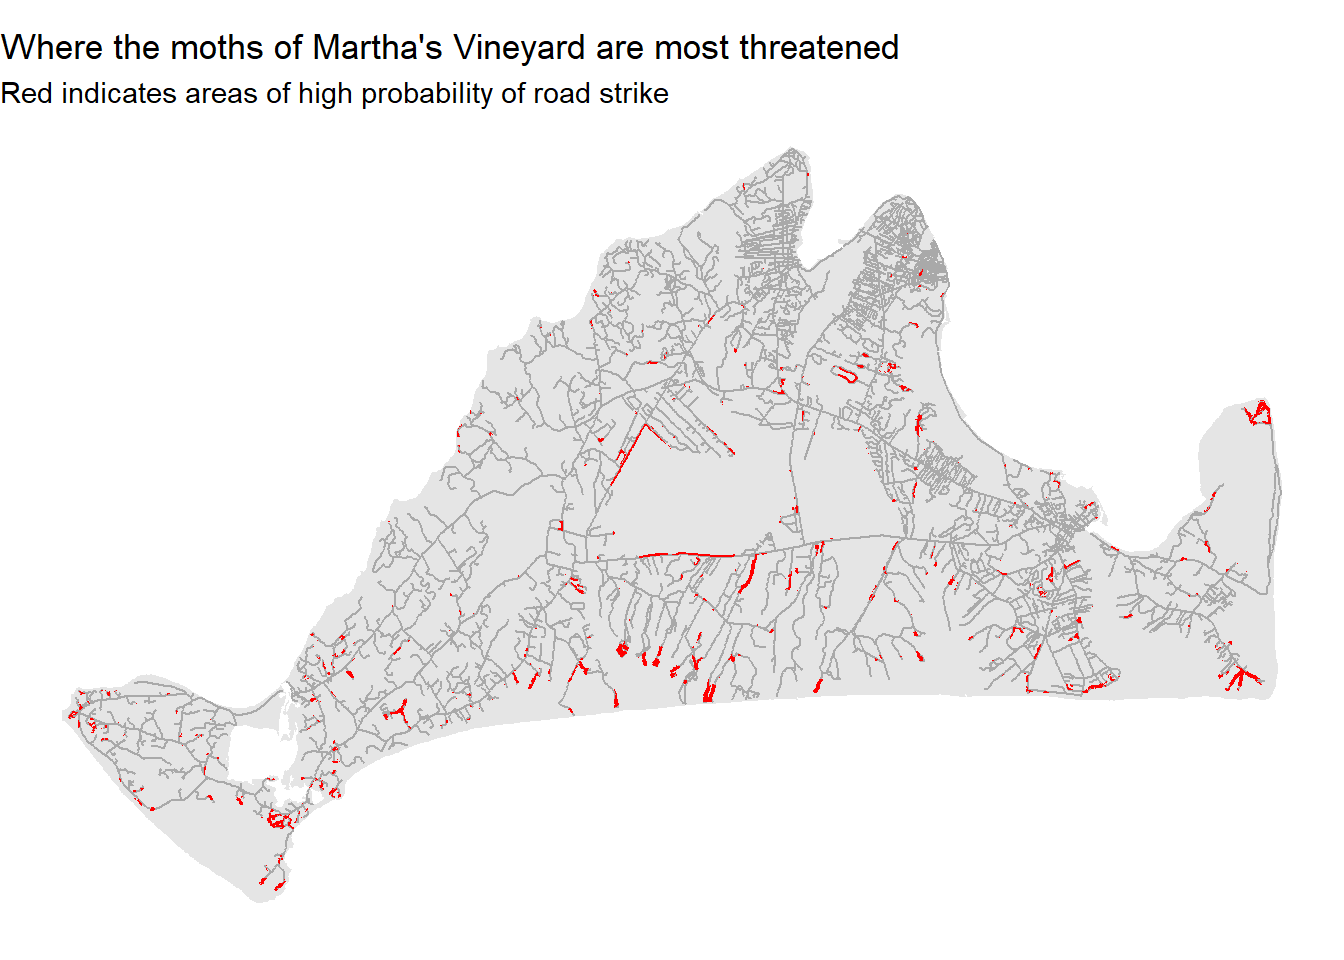 Where the moths of Martha's Vineyard are most threatened
Red indicates areas of high probability of road strike